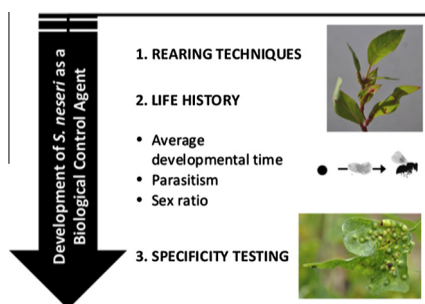 Development of S. neseri as a
Biological Control Agent
1. REARING TECHNIQUES
2. LIFE HISTORY
• Average
developmental time
• Parasitism
• Sex ratio
3. SPECIFICITY TESTING